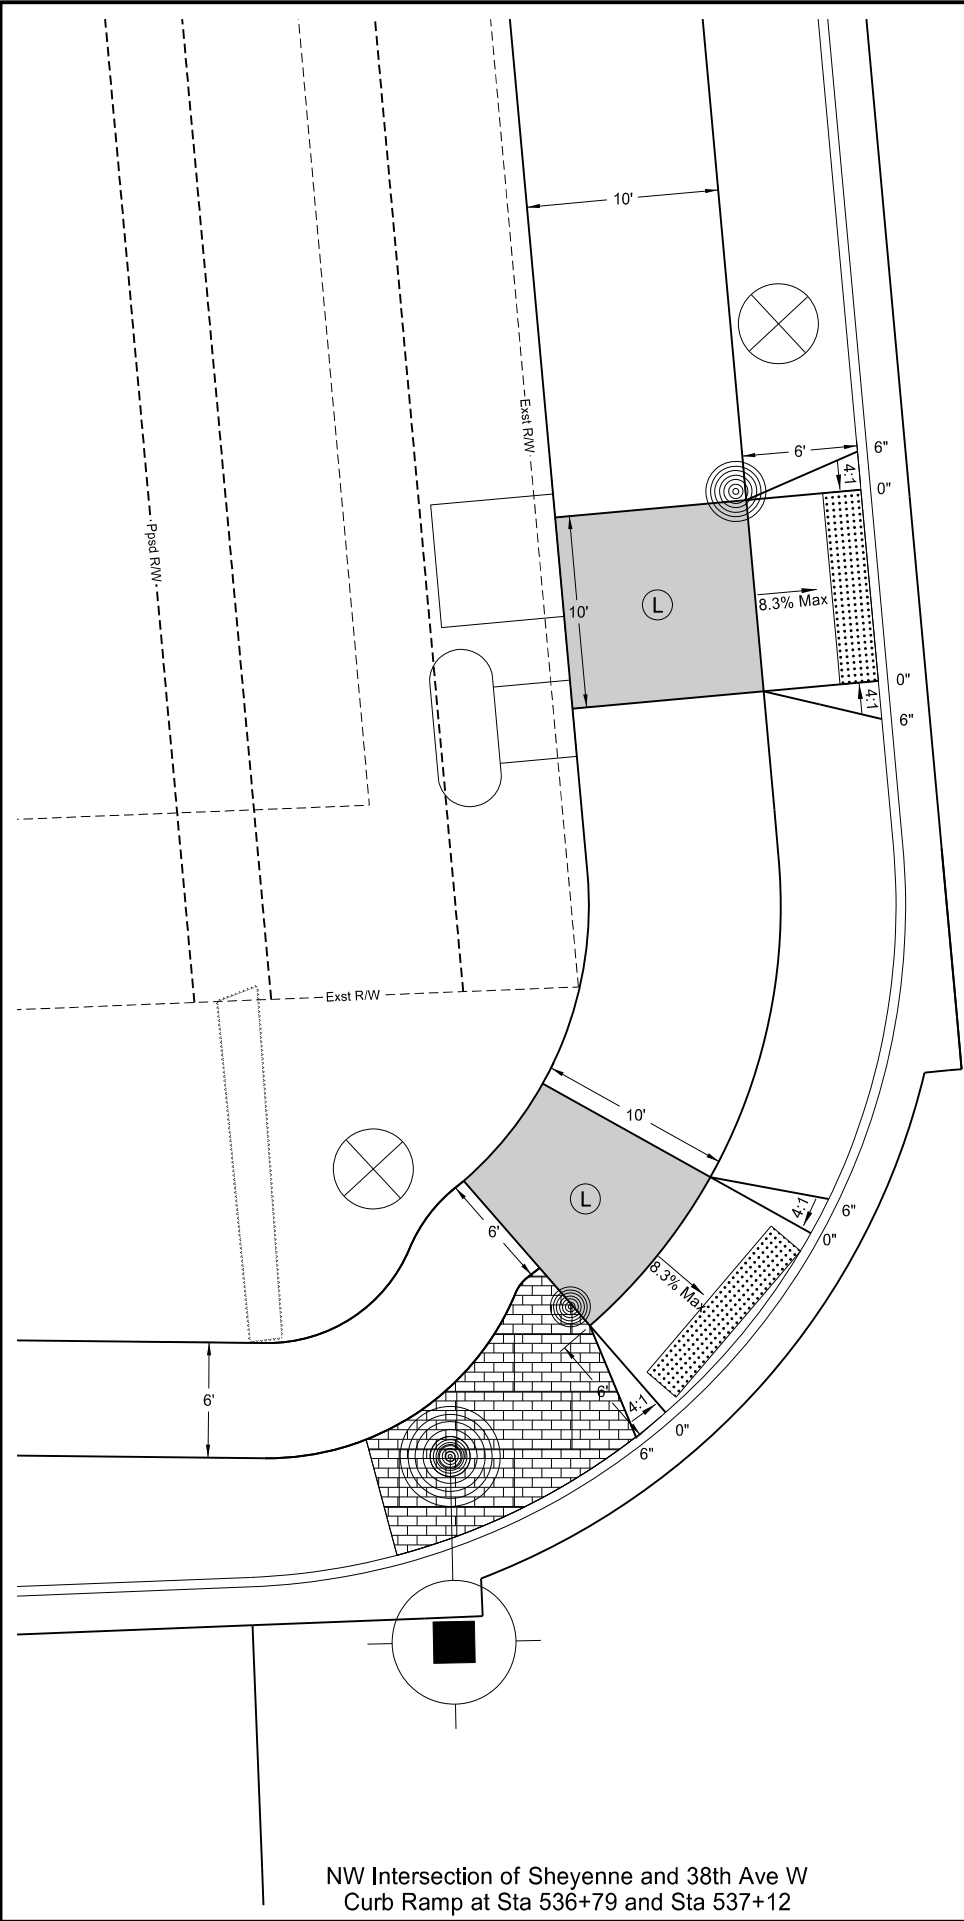 10'
6'
6"
4:1
0"
Exst R/W
Ppsd R/W
L
10'
8.3% Max
0"
4:1
6"
Exst R/W
10'
L
6'
4:1
6"
0"
8.3% Max
6'
6'
4:1
0"
6"
NW Intersection of Sheyenne and 38th Ave W
Curb Ramp at Sta 536+79 and Sta 537+12